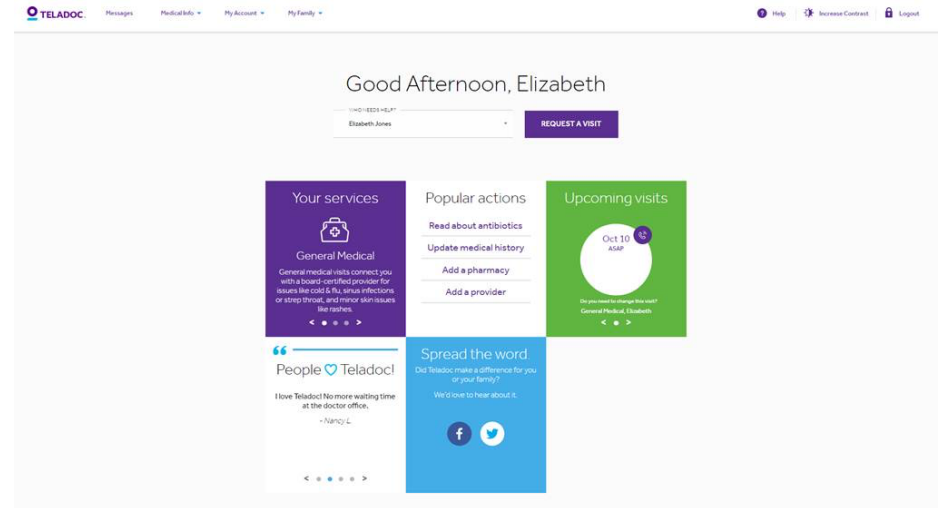 TELADOC.
Messages
Medical Info
My Account
My Family
Help
Increase Contrast
Logout
Good Afternoon, Elizabeth
WHO NEEDS HELP?
Elizabeth Jones
REQUEST A VISIT
Your services
General Medical
General medical visits connect you
with a board-certified provider for
issues like cold & flu, sinus infections
or strep throat, and minor skin issues
like rashes.
< >
Popular actions
Read about antibiotics
Update medical history
Add a pharmacy
Add a provider
Upcoming visits
Oct 10
ASAP
Do you need to change this visit?
General Medical, Elizabeth
< >
“
People ♡ Teladoc!
I love Teladoc! No more waiting time
at the doctor office.
- Nancy L.
< >
Spread the word
Did Teladoc make a difference for you
or your family?
We'd love to hear about it.
f